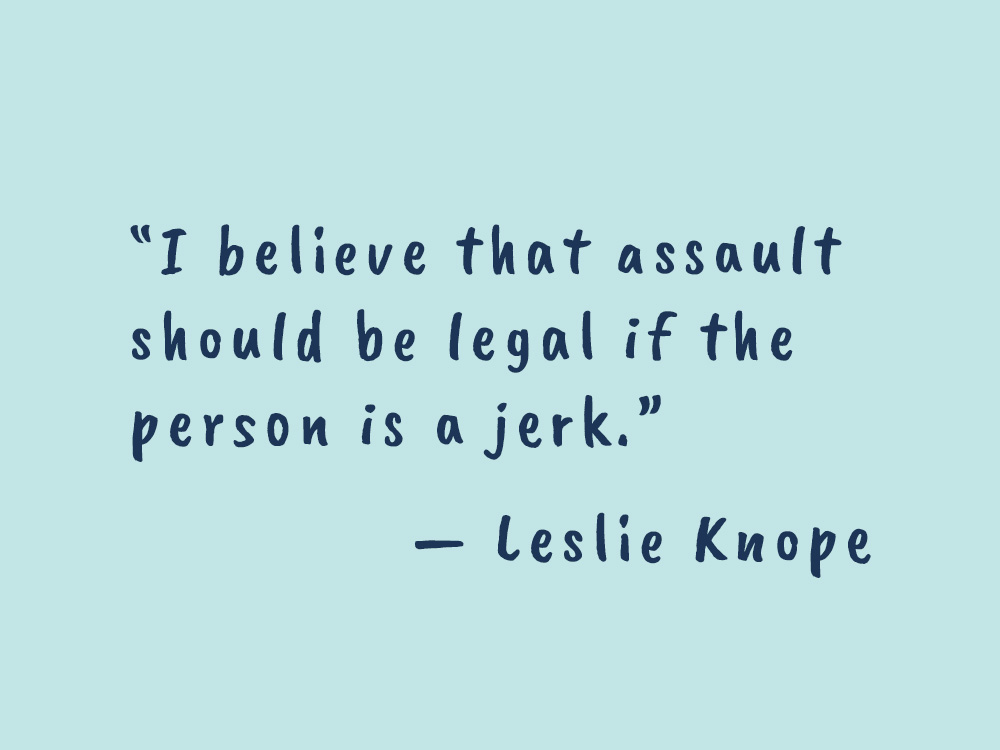 “I believe that assault
should be legal if the
person is a jerk.”
— Leslie Knope